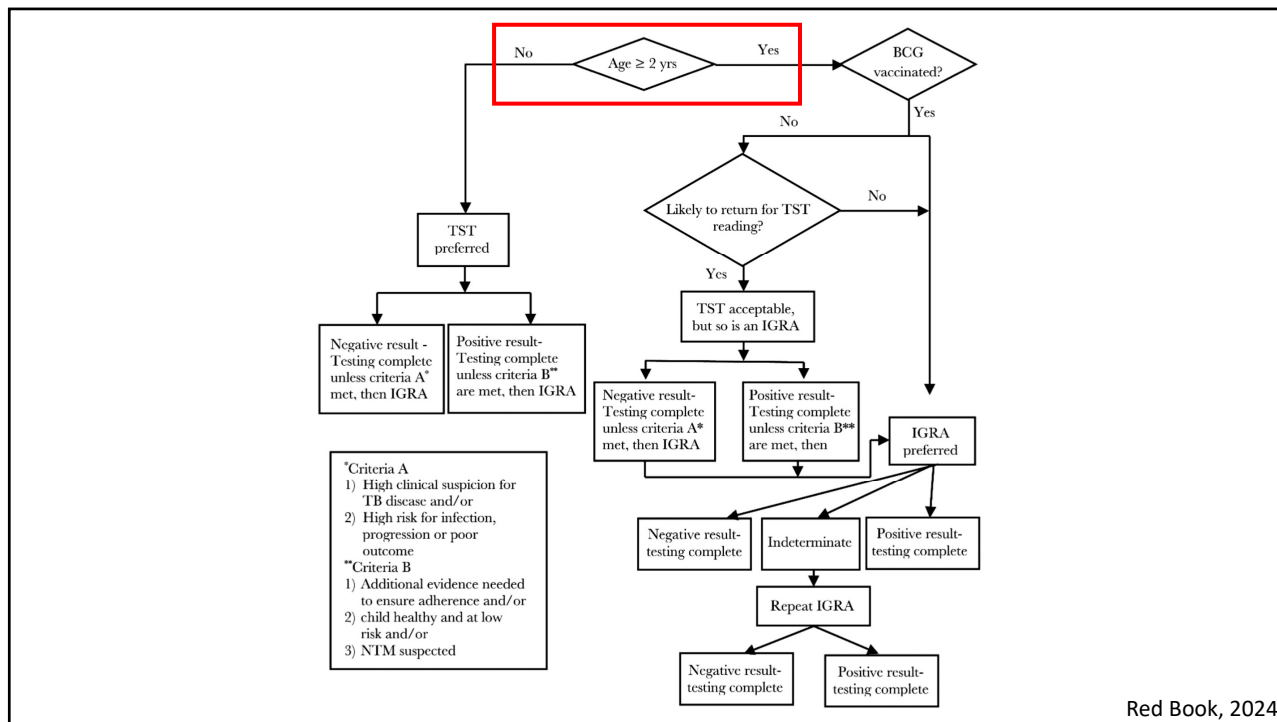 No
Age ≥ 2 yrs
Yes
BCG
vaccinated?
Yes
No
Likely to return for TST
reading?
No
Yes
TST
preferred
TST acceptable,
but so is an IGRA
Negative result -
Testing complete
unless criteria A*
met, then IGRA
Positive result-
Testing complete
unless criteria B**
are met, then IGRA
Negative result-
Testing complete
unless criteria A*
met, then IGRA
Positive result-
Testing complete
unless criteria B**
are met, then
IGRA
preferred
*Criteria A
1) High clinical suspicion for
TB disease and/or
2) High risk for infection,
progression or poor
outcome
**Criteria B
1) Additional evidence needed
to ensure adherence and/or
2) child healthy and at low
risk and/or
3) NTM suspected
Negative result-
testing complete
Indeterminate
Positive result-
testing complete
Repeat IGRA
Negative result-
testing complete
Positive result-
testing complete
Red Book, 2024